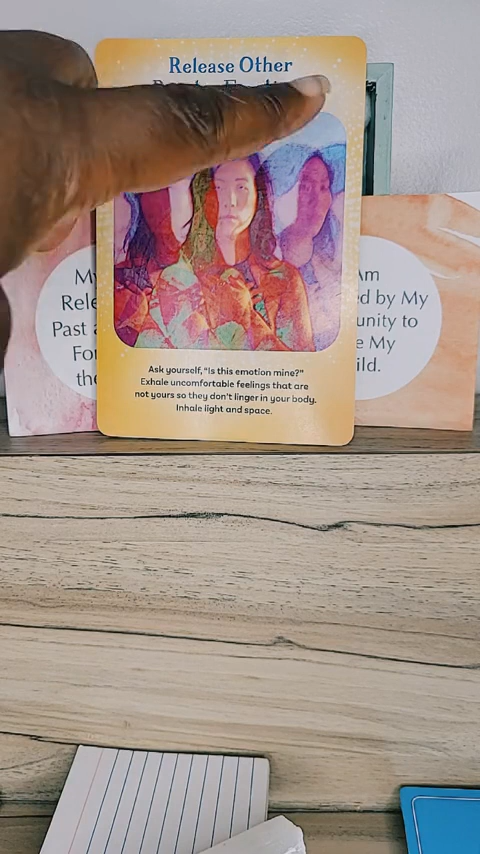 Release Other
My
Rele
Past a
For
the
Am
ed by My
unity to
e My
ild.
Ask yourself, "Is this emotion mine?"
Exhale uncomfortable feelings that are
not yours so they don't linger in your body.
Inhale light and space.